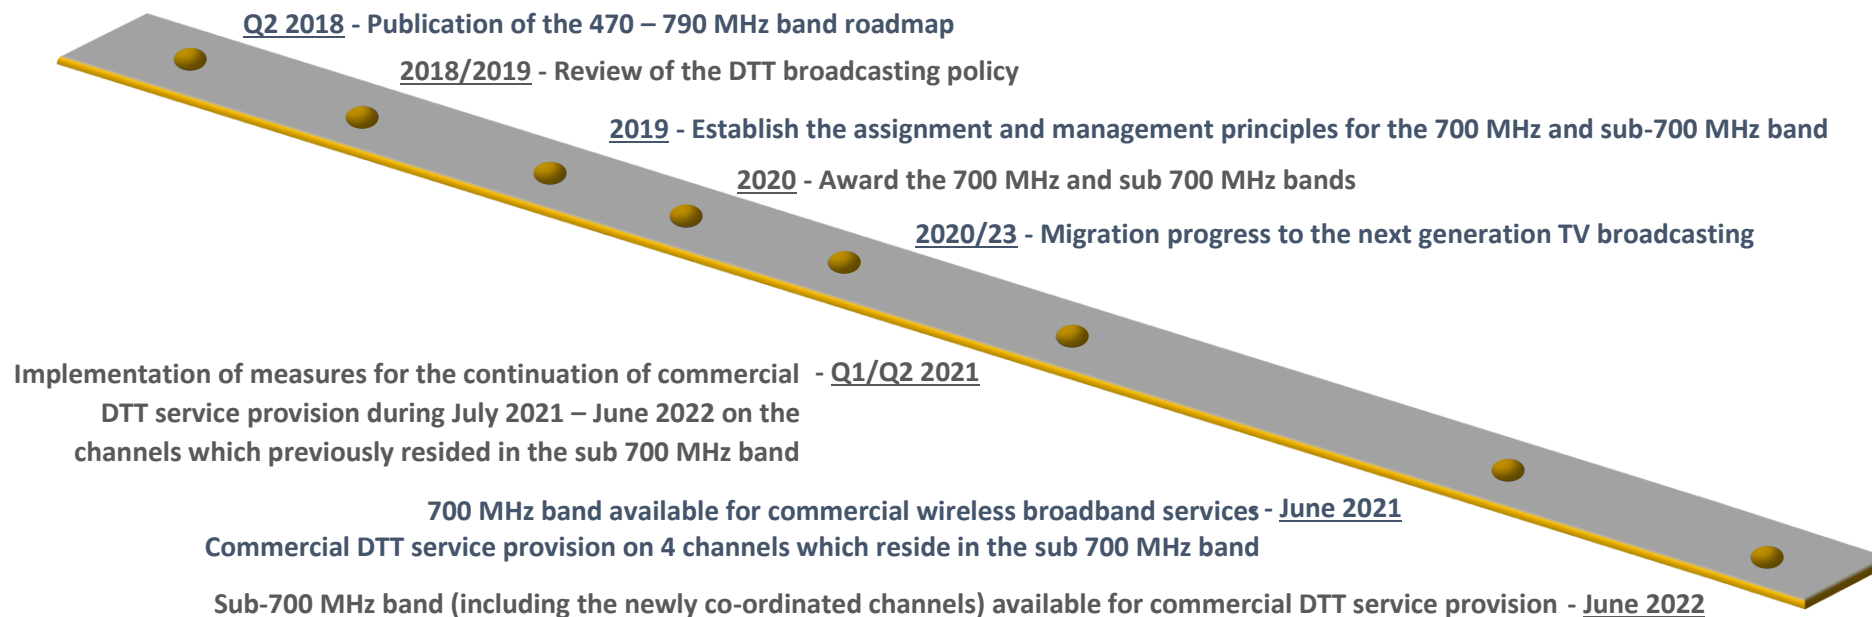 Q2 2018 - Publication of the 470 – 790 MHz band roadmap
2018/2019 - Review of the DTT broadcasting policy
2019 - Establish the assignment and management principles for the 700 MHz and sub-700 MHz band
2020 - Award the 700 MHz and sub 700 MHz bands
2020/23 - Migration progress to the next generation TV broadcasting
Implementation of measures for the continuation of commercial - Q1/Q2 2021
DTT service provision during July 2021 – June 2022 on the
channels which previously resided in the sub 700 MHz band
700 MHz band available for commercial wireless broadband services - June 2021
Commercial DTT service provision on 4 channels which reside in the sub 700 MHz band
Sub-700 MHz band (including the newly co-ordinated channels) available for commercial DTT service provision - June 2022